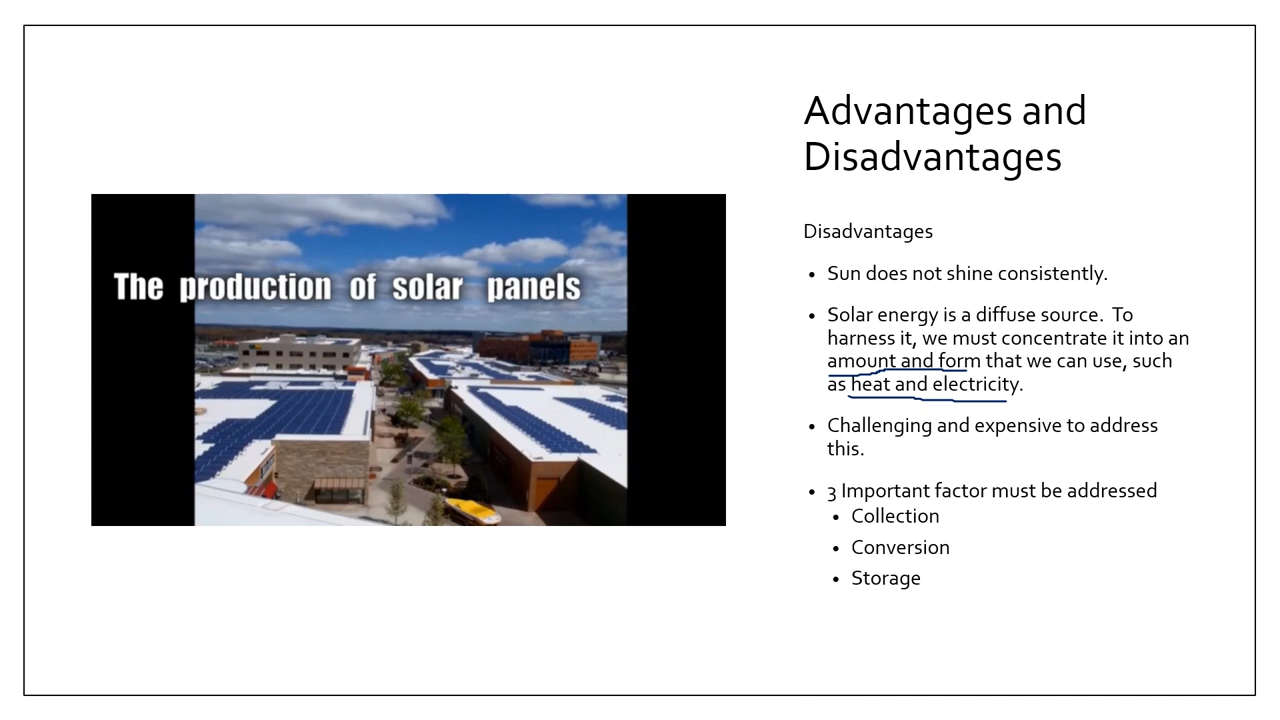 Advantages and
Disadvantages
The production of solar panels
Disadvantages
• Sun does not shine consistently.
• Solar energy is a diffuse source.  To
harness it, we must concentrate it into an
amount and form that we can use, such
as heat and electricity.
• Challenging and expensive to address
this.
• 3 Important factor must be addressed
• Collection
• Conversion
• Storage